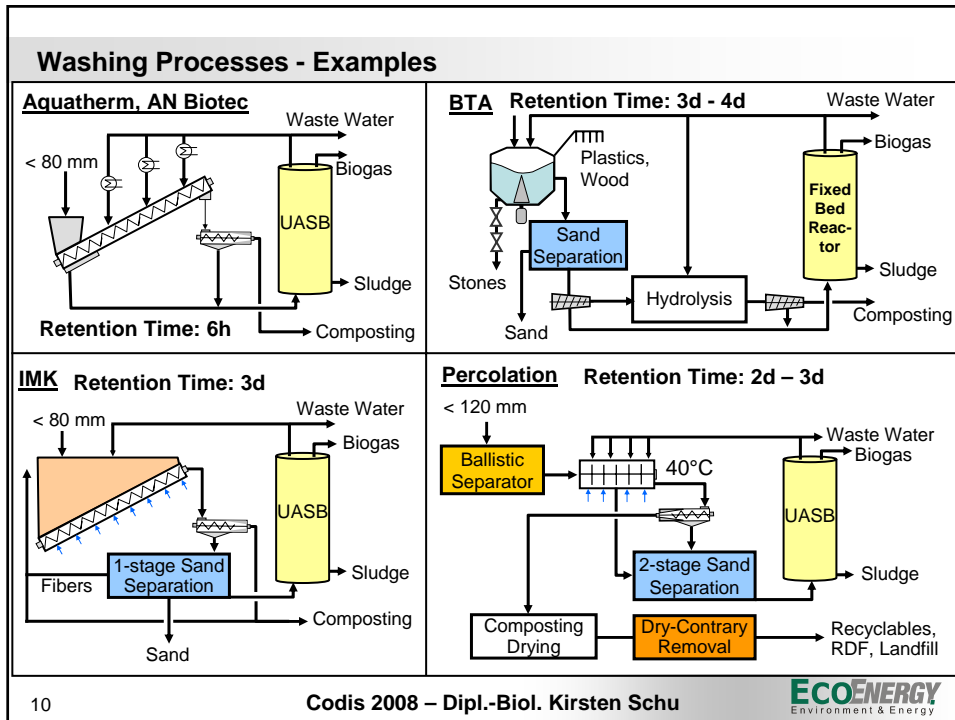 Washing Processes - Examples
Aquatherm, AN Biotec
Waste Water
< 80 mm
Biogas
UASB
Sludge
Retention Time: 6h
Composting
BTA Retention Time: 3d - 4d
Waste Water
Biogas
Plastics,
Wood
Fixed
Bed
Reac-
tor
Sand
Separation
Sludge
Stones
Hydrolysis
Composting
Sand
IMK Retention Time: 3d
Waste Water
< 80 mm
Biogas
UASB
1-stage Sand
Separation
Fibers
Sludge
Composting
Sand
Percolation Retention Time: 2d – 3d
< 120 mm
Waste Water
Biogas
Ballistic
Separator
40°C
UASB
2-stage Sand
Separation
Sludge
Composting
Drying
Dry-Contrary
Removal
Recyclables,
RDF, Landfill
10
Codis 2008 – Dipl.-Biol. Kirsten Schu
ECOENERGY
Environment & Energy